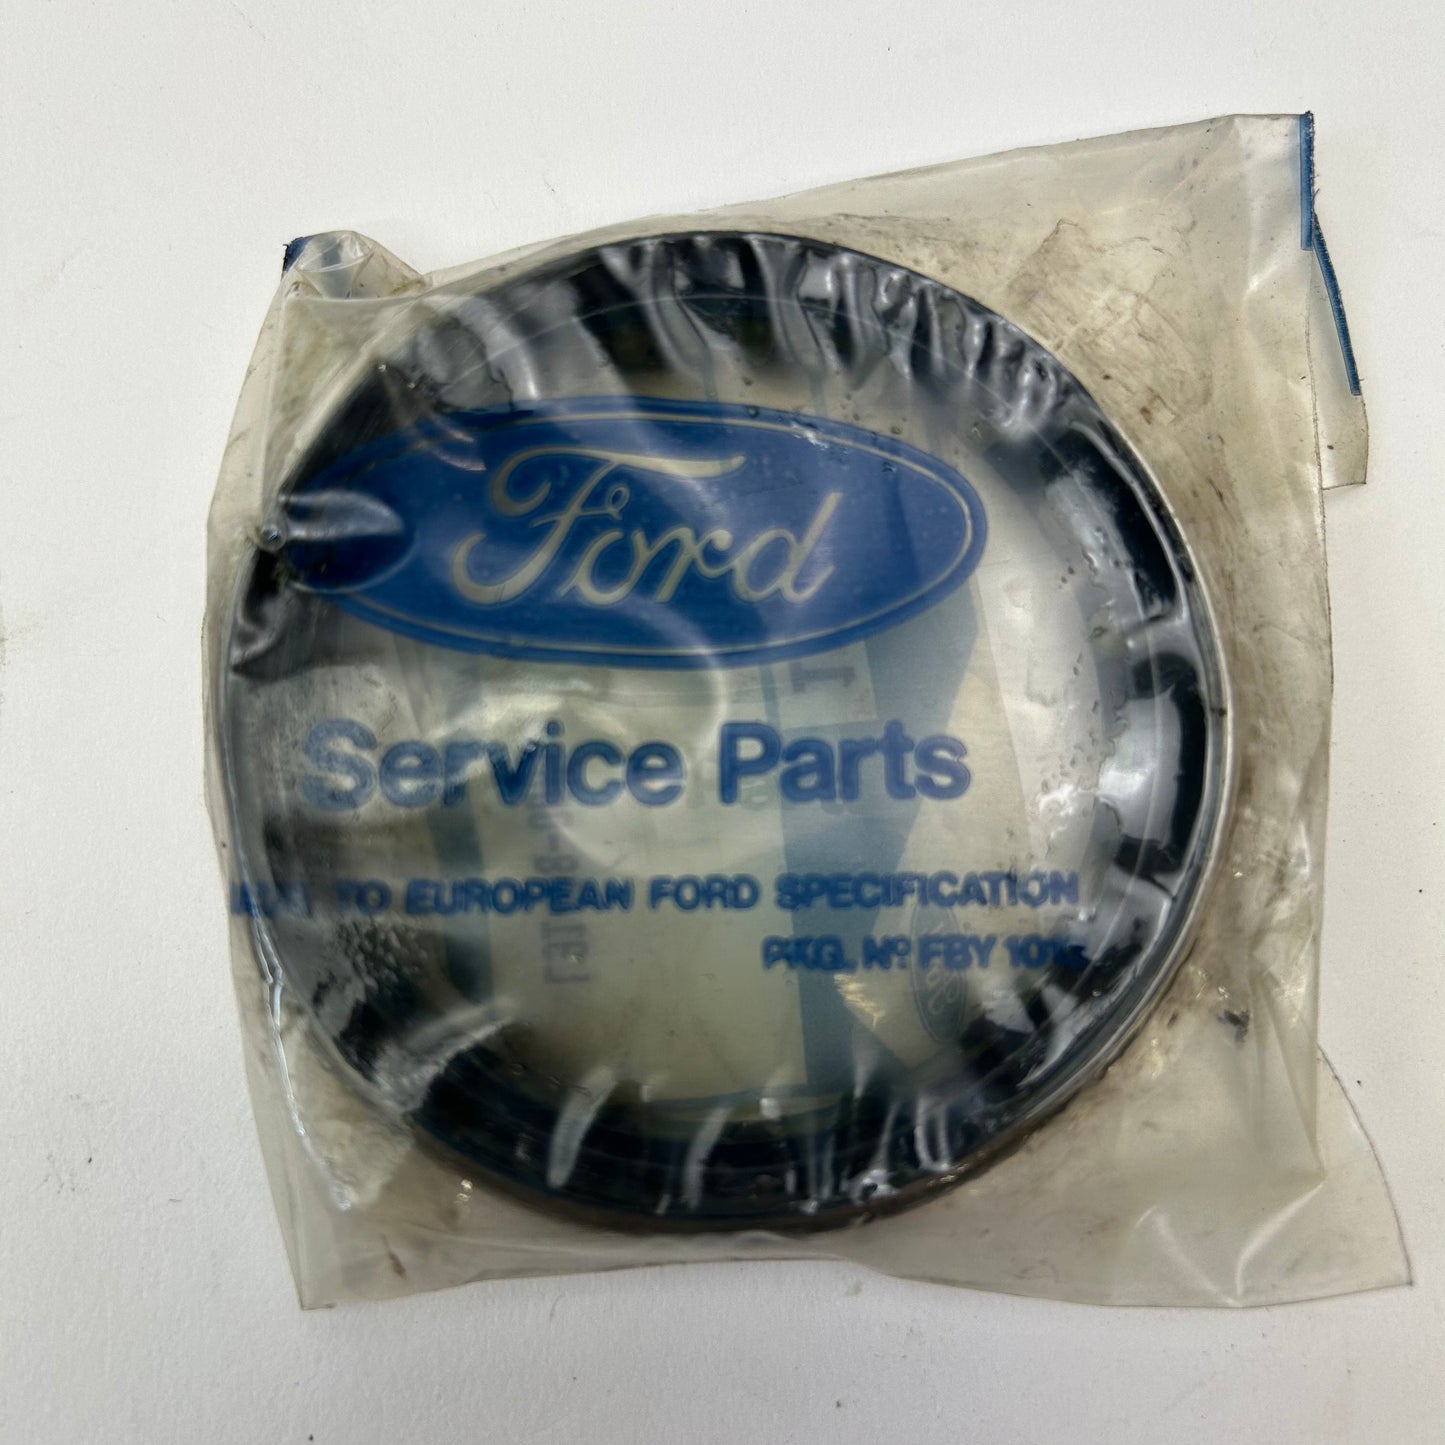 Ford
Service Parts
TO EUROPEAN FORD SPECIFICATION
PKG. Nº FBY